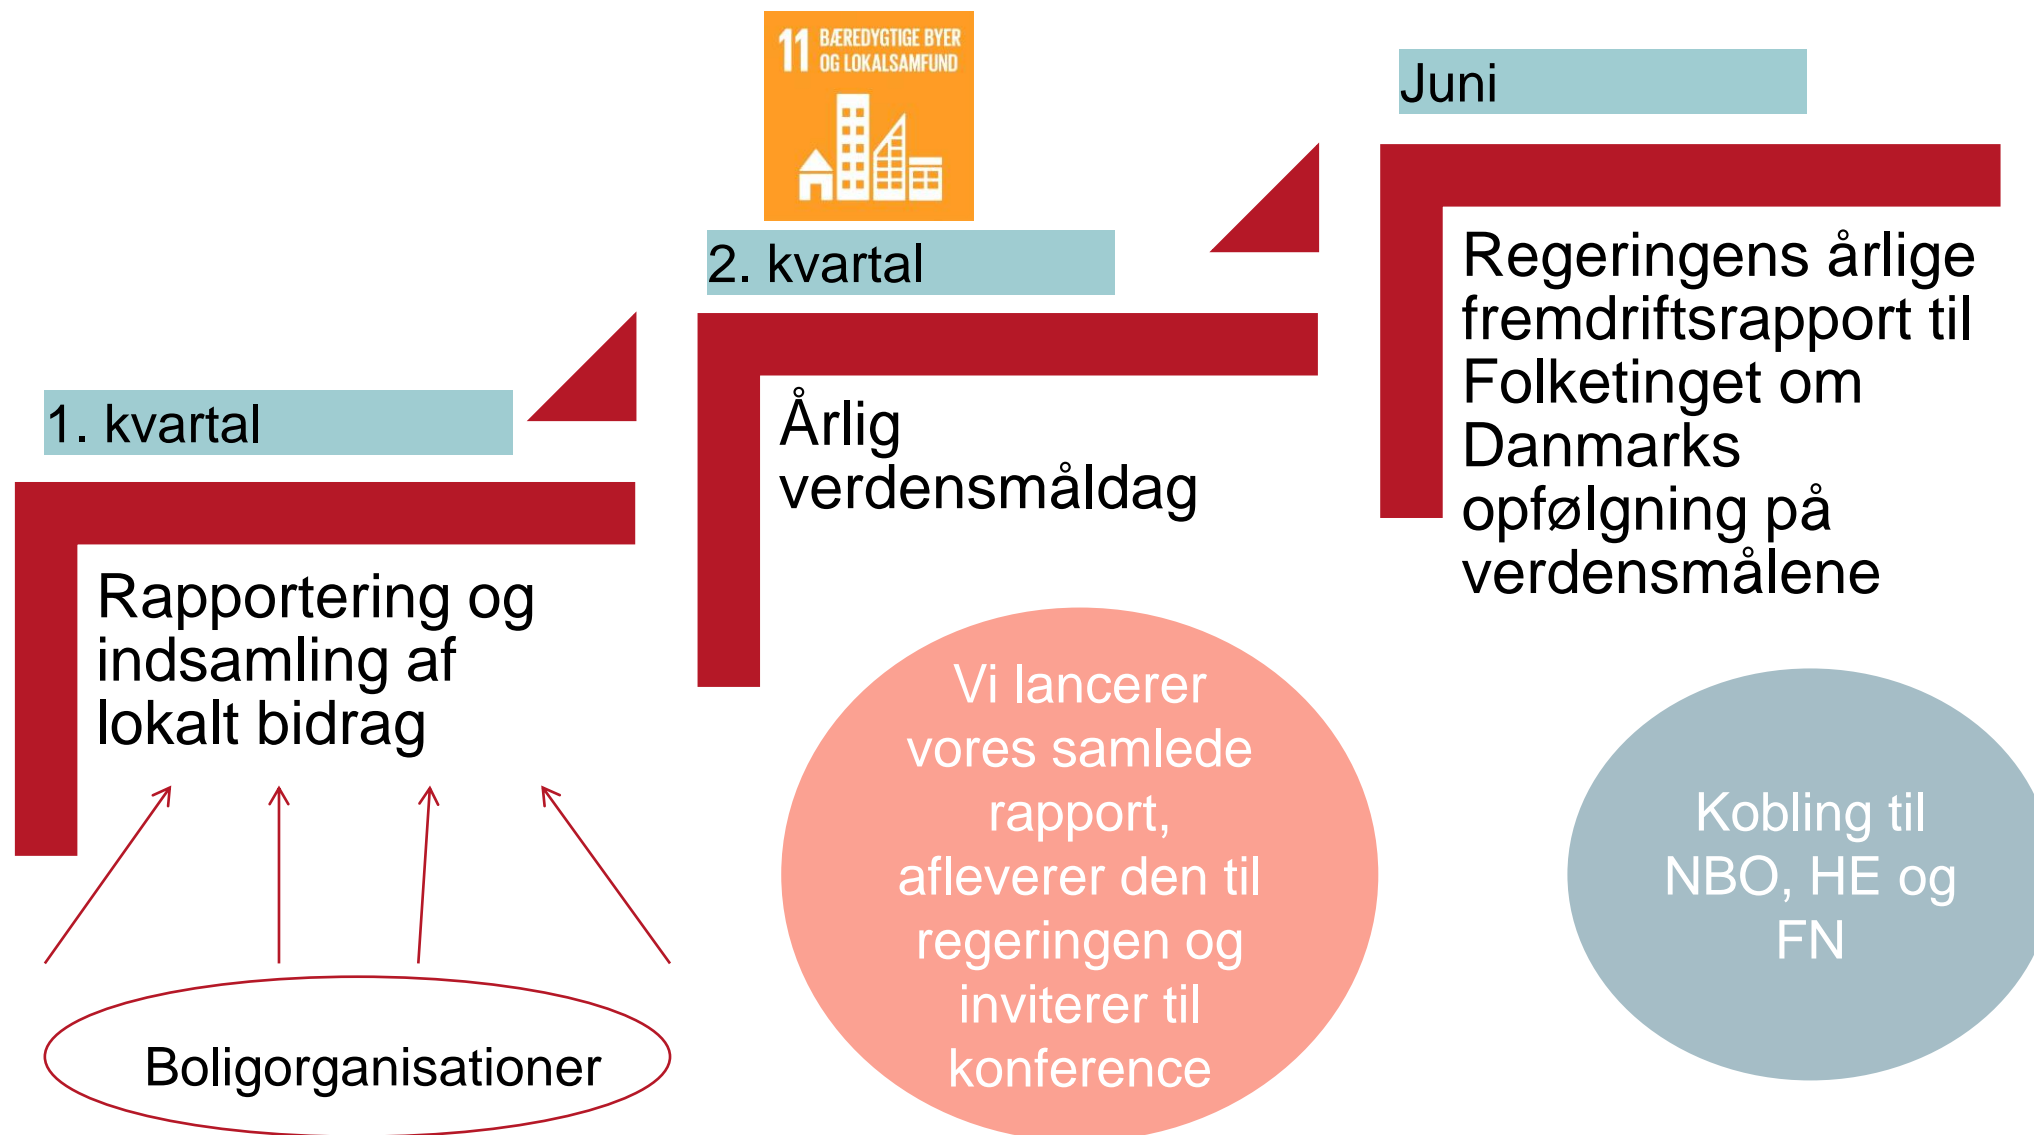 11 BÆREDYGTIGE BYER
OG LOKALSAMFUND
1. kvartal
Rapportering og
indsamling af
lokalt bidrag
Boligorganisationer
2. kvartal
Årlig
verdensmåldag
Vi lancerer
vores samlede
rapport,
afleverer den til
regeringen og
inviterer til
konference
Juni
Regeringens årlige
fremdriftsrapport til
Folketinget om
Danmarks
opfølgning på
verdensmålene
Kobling til
NBO, HE og
FN